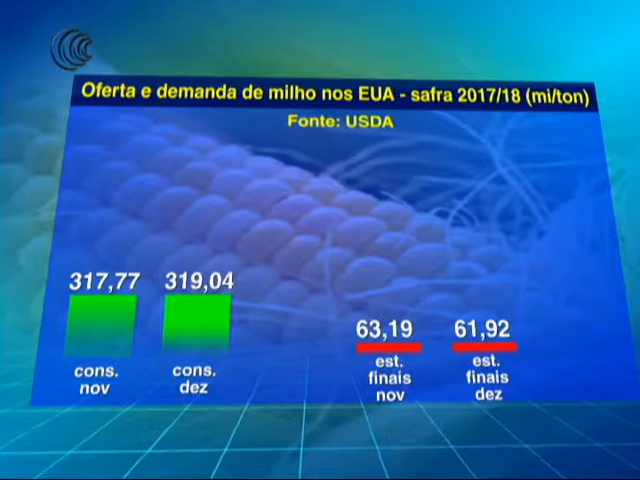 Oferta e demanda de milho nos EUA - safra 2017/18 (mi/ton)
Fonte: USDA
317,77
319,04
63,19
61,92
cons.
nov
cons.
dez
est.
finais
nov
est.
finais
dez